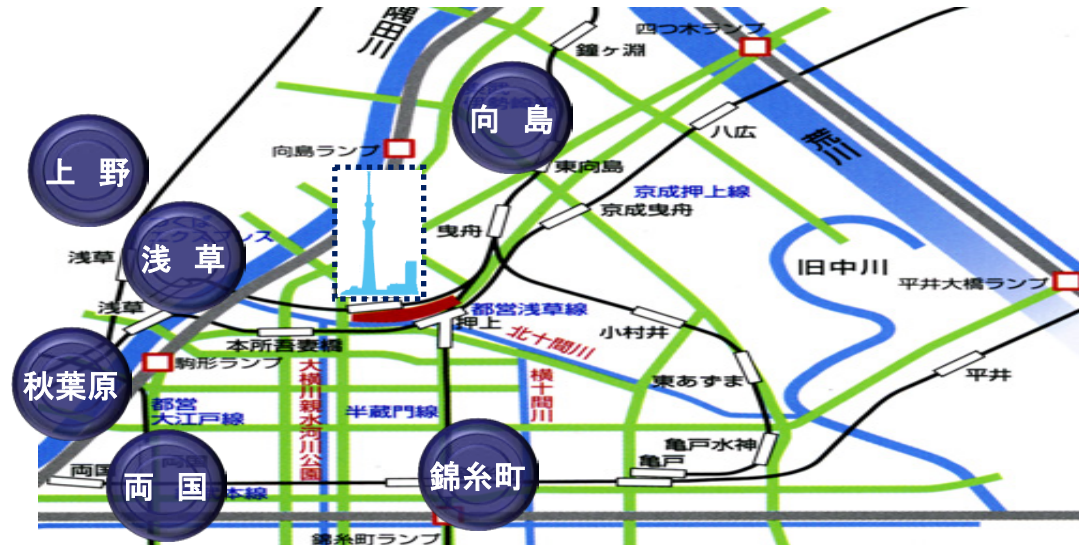 隅田川
四つ木ランプ
鐘ヶ淵
向 島
荒川
八広
向島ランプ
上 野
東向島
京成押上線
京成曳舟
曳舟
浅草
浅 草
旧中川
平井大橋ランプ
浅草
都営浅草線
押上
小村井
北十間川
本所吾妻橋
駒形ランプ
秋葉原
大横川親水河川公園
横十間川
東あずま
平井
都営
大江戸線
半蔵門線
亀戸水神
亀戸
両国
両 国
錦糸町
本線
錦糸町ランプ